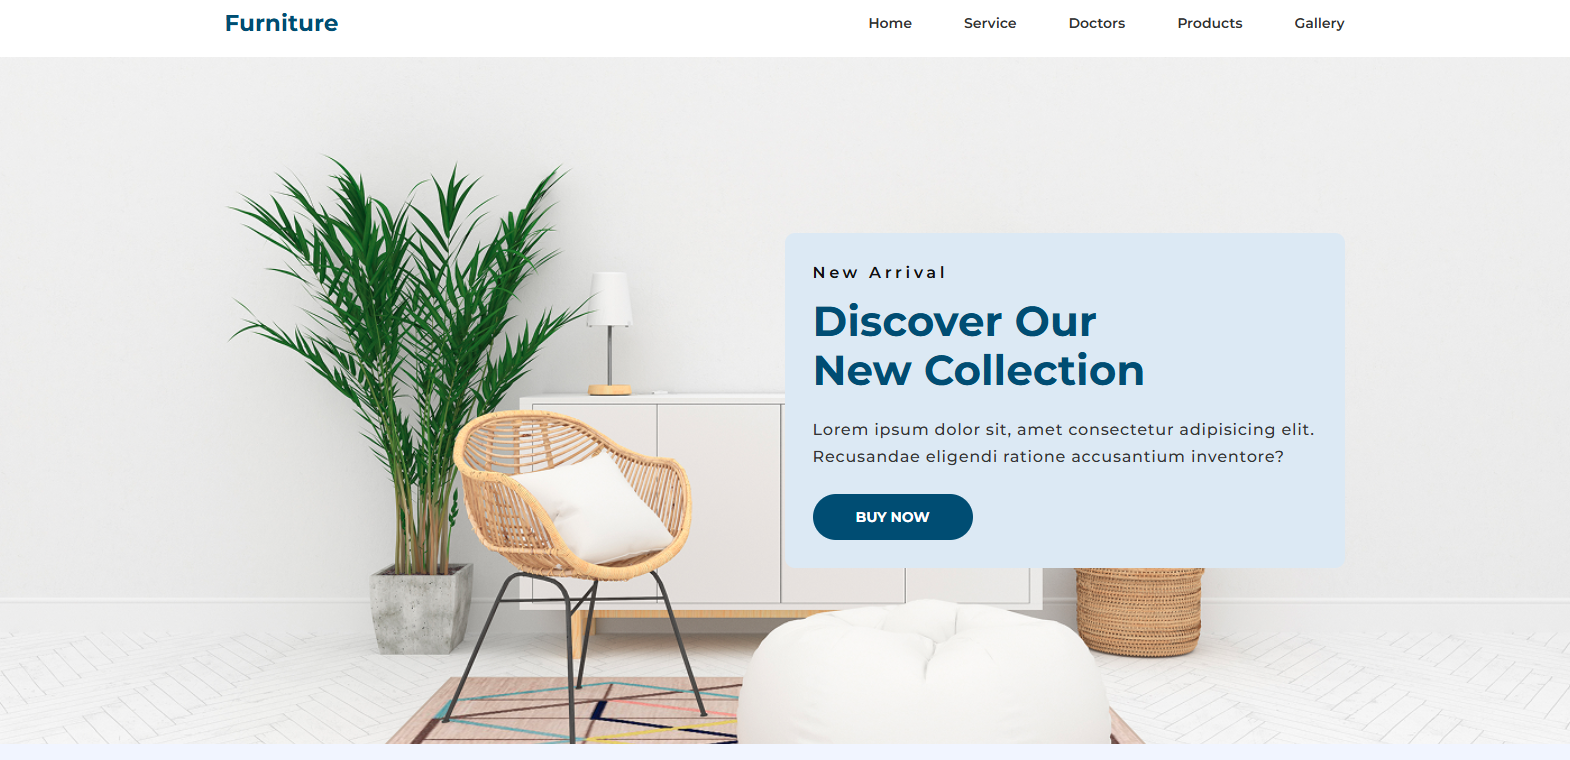 Furniture
Home Service Doctors Products Gallery
New Arrival
Discover Our
New Collection
Lorem ipsum dolor sit, amet consectetur adipisicing elit.
Recusandae eligendi ratione accusantium inventore?
BUY NOW